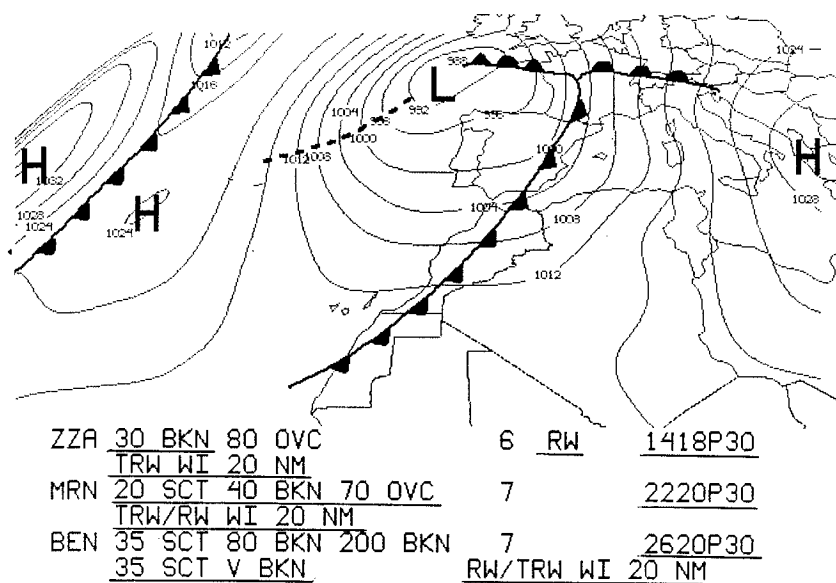 1012
1016
988
1024
L
992
1004
996
988
1000
1008
1012
1000
H
1032
H
1028
H
1028
1024
1024
1004
1008
1012
ZZA 30 BKN 80 OVC 6 RW 1418P30
TRW WI 20 NM
MRN 20 SCT 40 BKN 70 OVC 7 2220P30
TRW/RW WI 20 NM
BEN 35 SCT 80 BKN 200 BKN 7 2620P30
35 SCT V BKN RW/TRW WI 20 NM